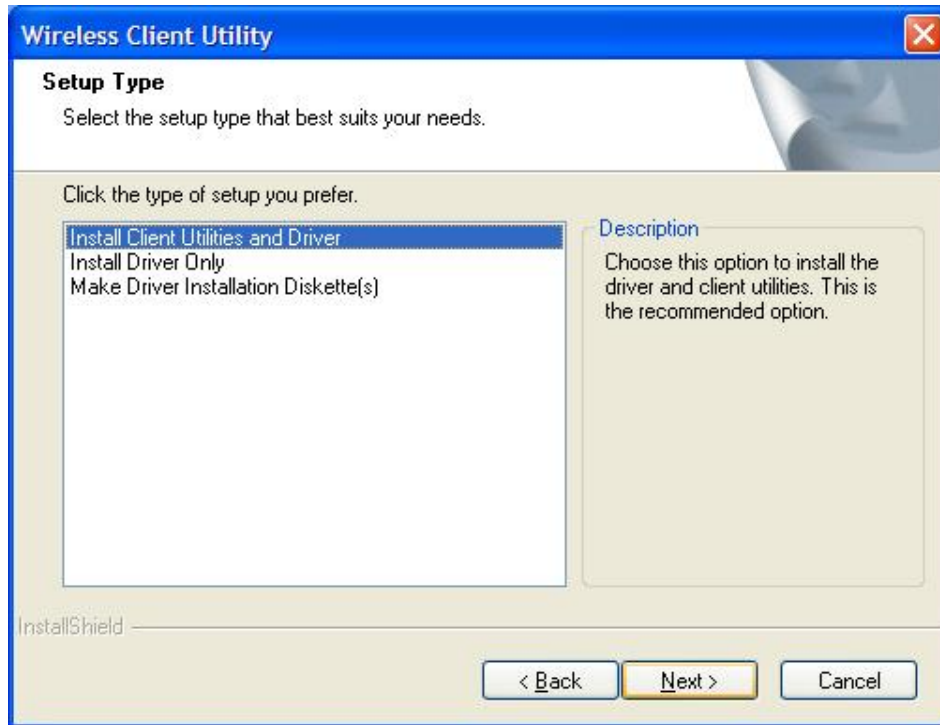 Wireless Client Utility
Setup Type
Select the setup type that best suits your needs.
Click the type of setup you prefer.
Install Client Utilities and Driver
Install Driver Only
Make Driver Installation Diskette(s)
Description
Choose this option to install the
driver and client utilities. This is
the recommended option.
InstallShield
< Back
Next >
Cancel